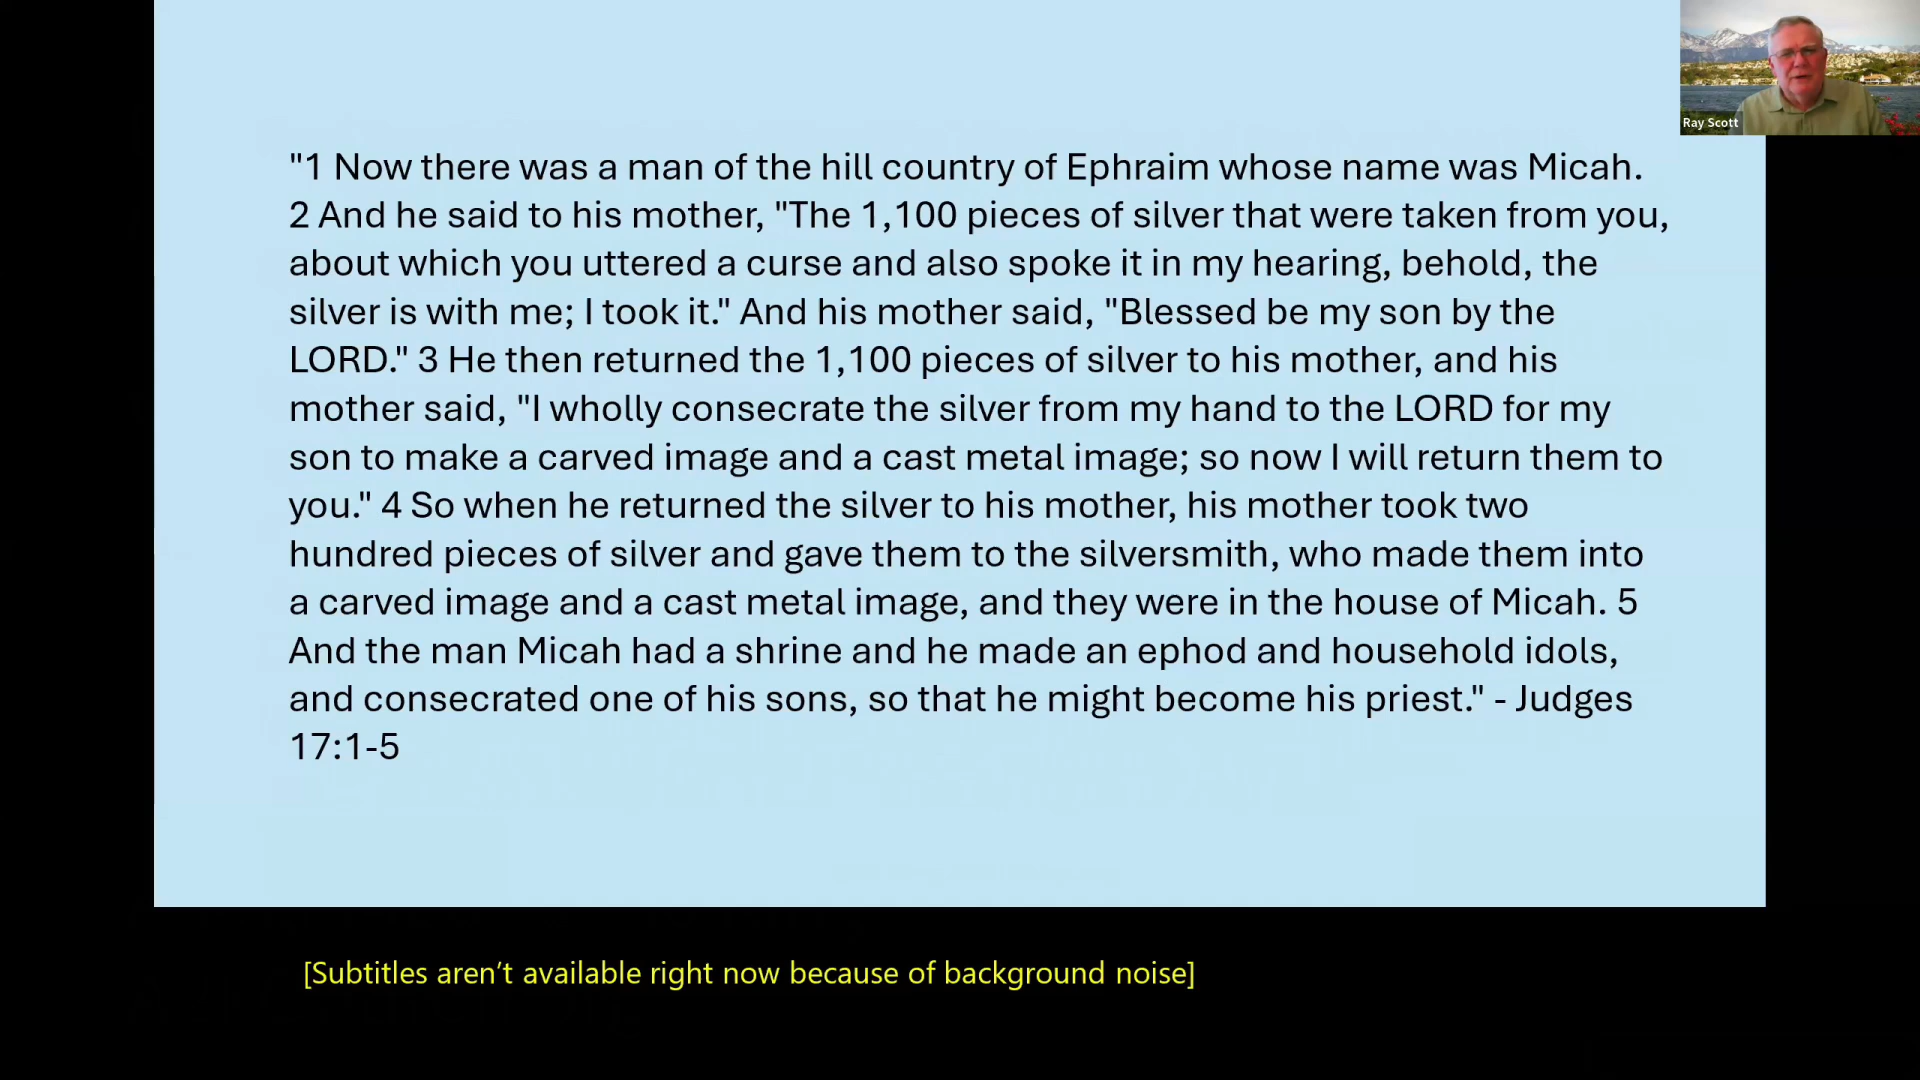 Ray Scott
"1 Now there was a man of the hill country of Ephraim whose name was Micah.
2 And he said to his mother, "The 1,100 pieces of silver that were taken from you,
about which you uttered a curse and also spoke it in my hearing, behold, the
silver is with me; I took it." And his mother said, "Blessed be my son by the
LORD." 3 He then returned the 1,100 pieces of silver to his mother, and his
mother said, "I wholly consecrate the silver from my hand to the LORD for my
son to make a carved image and a cast metal image; so now I will return them to
you." 4 So when he returned the silver to his mother, his mother took two
hundred pieces of silver and gave them to the silversmith, who made them into
a carved image and a cast metal image, and they were in the house of Micah. 5
And the man Micah had a shrine and he made an ephod and household idols,
and consecrated one of his sons, so that he might become his priest." - Judges
17:1-5
[Subtitles aren’t available right now because of background noise]